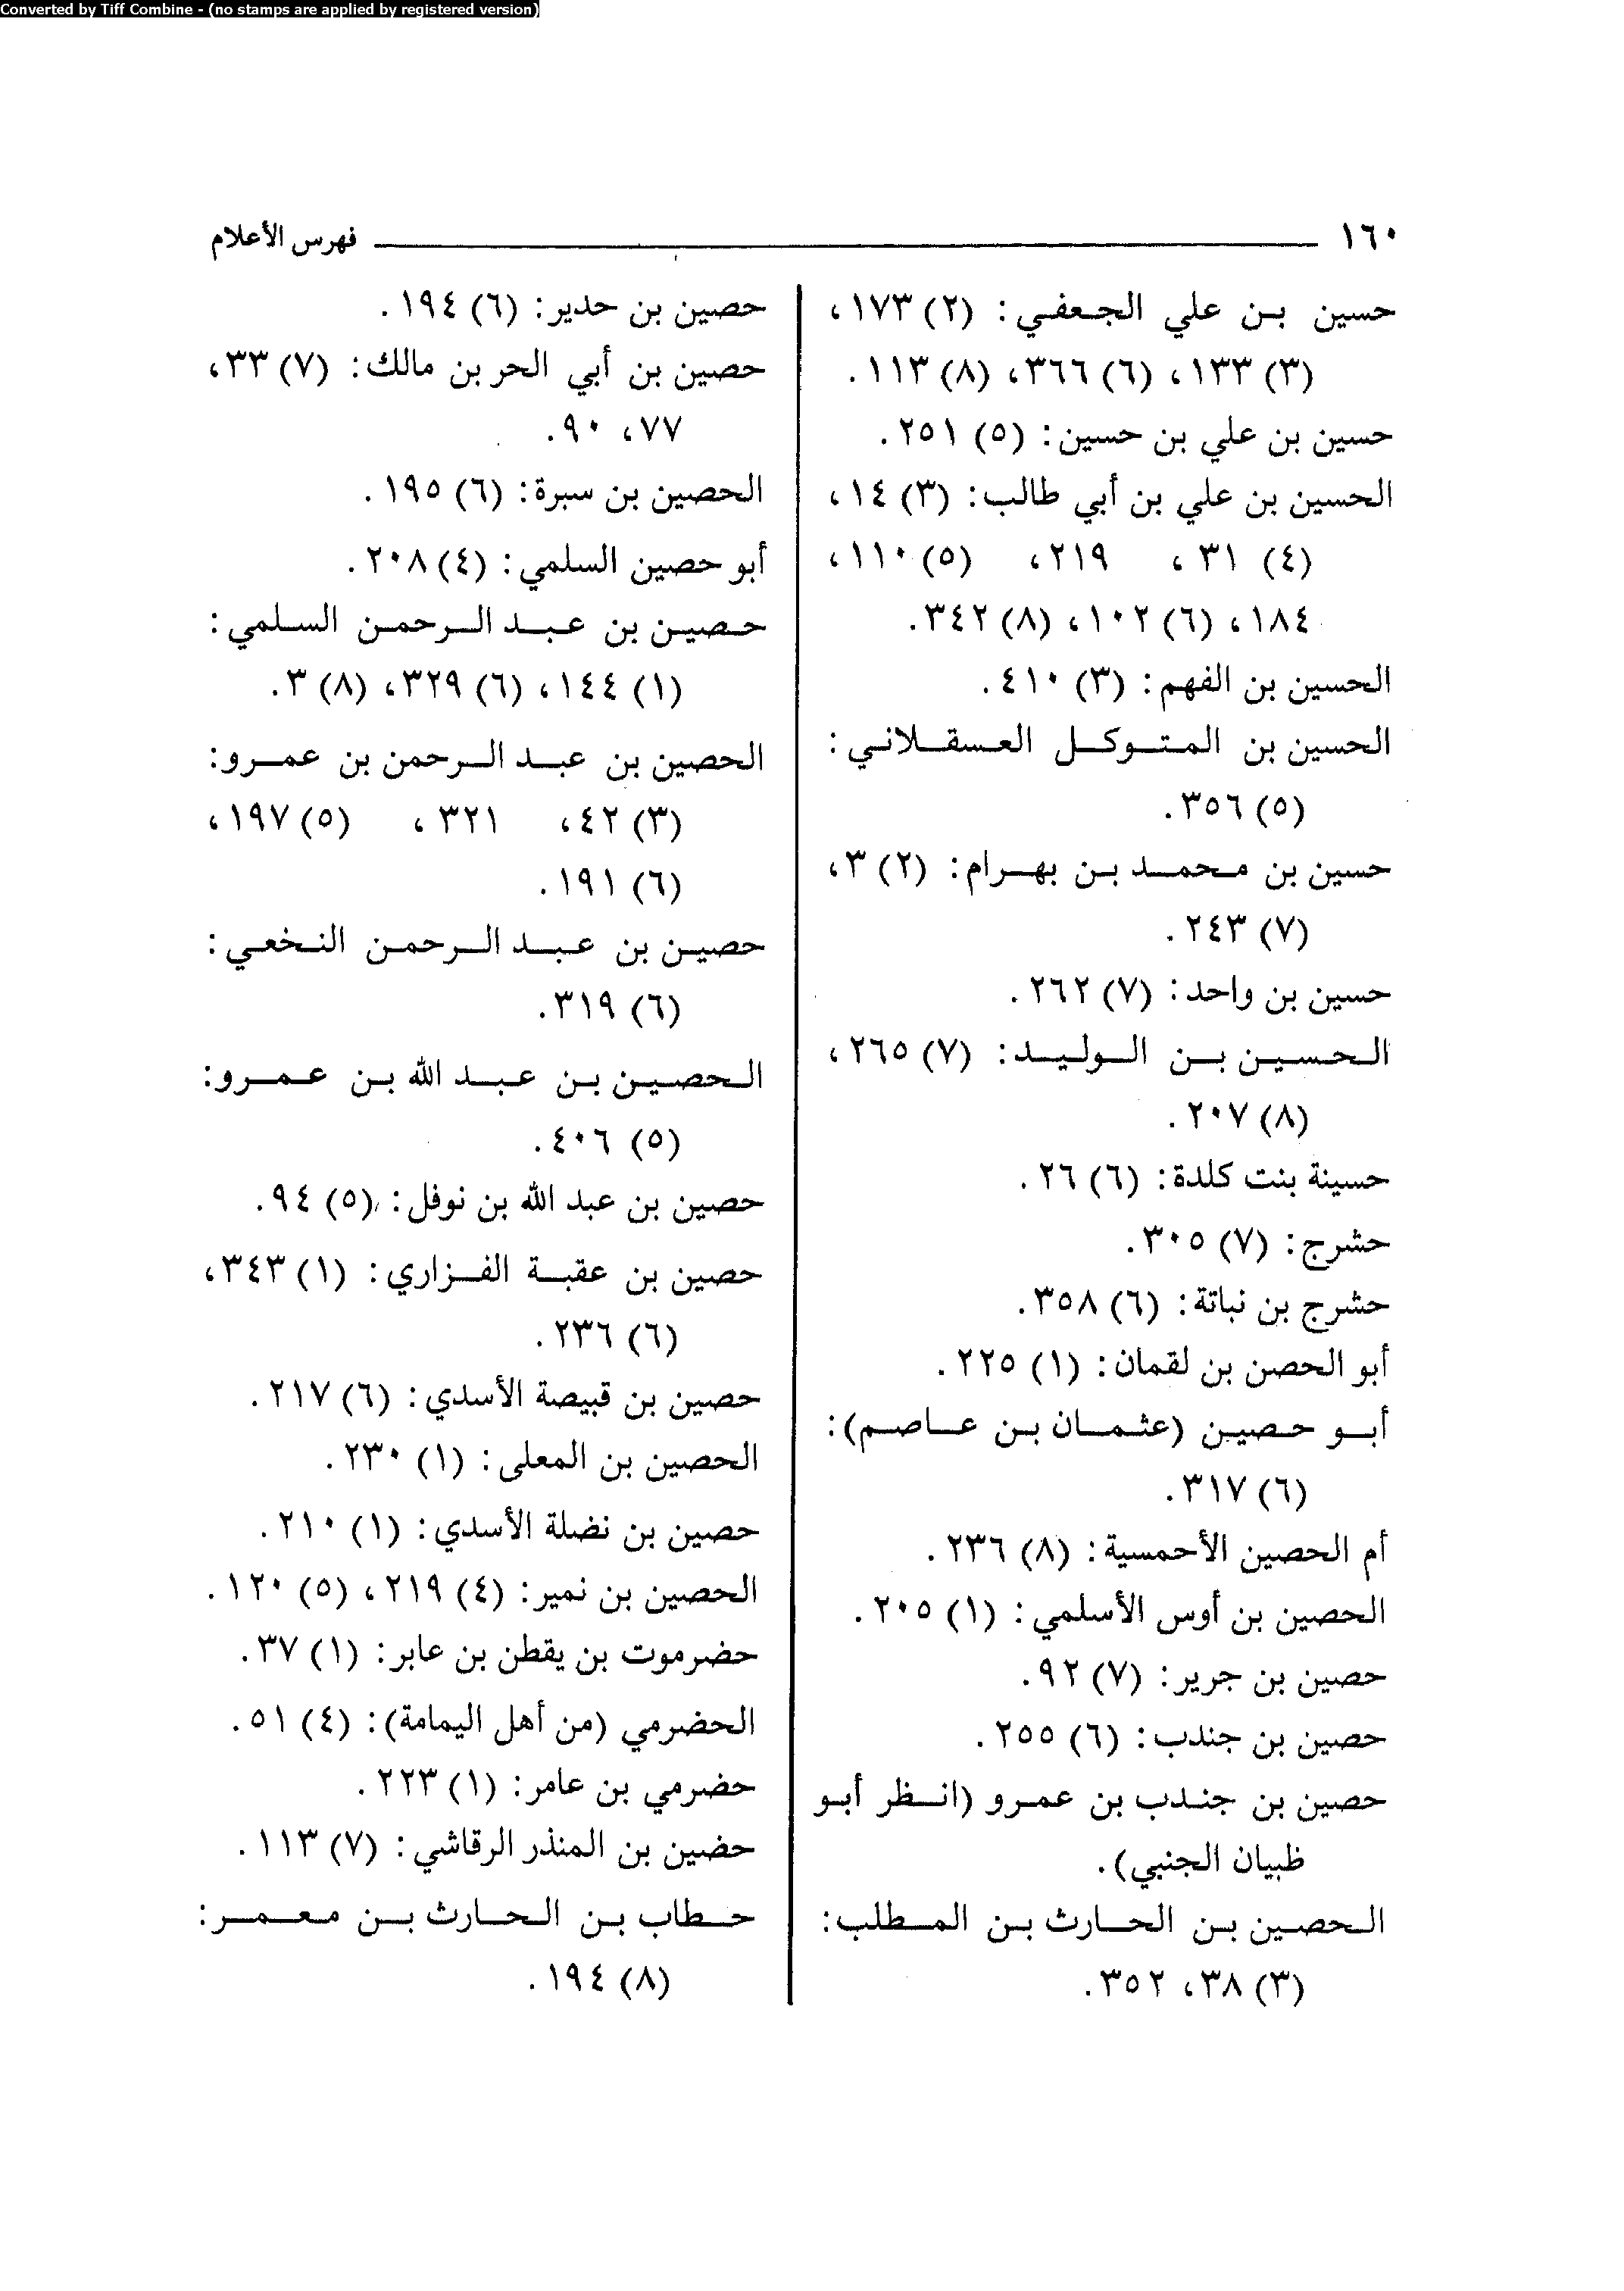 Converted by Tiff Combine - (no stamps are applied by registered version)
١٦٠ فهرس الأعلام
حسين بن علي الجعفي: (٢) ١٧٣،
(٣) ١٣٣، (٦) ٣٦٦، (٨) ١١٣.
حسين بن علي بن حسين: (٥) ٢٥١.
الحسين بن علي بن أبي طالب: (٣) ١٤،
(٤) ٣١، ٢١٩، (٥) ١١٠،
١٨٤، (٦) ١٠٢، (٨) ٣٤٢.
الحسين بن الفهم: (٣) ٤١٠.
الحسين بن المتوكل العسقلاني:
(٥) ٣٥٦.
حسين بن محمد بن بهرام: (٢) ٣،
(٧) ٢٤٣.
حسين بن واحد: (٧) ٢٦٢.
الحسين بن الوليد: (٧) ٢٦٥،
(٨) ٢٠٧.
حسينة بنت كلدة: (٦) ٢٦.
حشرج: (٧) ٣٠٥.
حشرج بن نباتة: (٦) ٣٥٨.
أبو الحصن بن لقمان: (١) ٢٢٥.
أبو حصين (عثمان بن عاصم):
(٦) ٣١٧.
أم الحصين الأحمسية: (٨) ٢٣٦.
الحصين بن أوس الأسلمي: (١) ٢٠٥.
حصين بن جرير: (٧) ٩٢.
حصين بن جندب: (٦) ٢٥٥.
حصين بن جندب بن عمرو (انظر أبو
ظبيان الجنبي).
الحصين بن الحارث بن المطلب:
(٣) ٣٨، ٣٥٢.
حصين بن حدير: (٦) ١٩٤.
حصين بن أبي الحر بن مالك: (٧) ٣٣،
٧٧، ٩٠.
الحصين بن سبرة: (٦) ١٩٥.
أبو حصين السلمي: (٤) ٢٠٨.
حصين بن عبد الرحمن السلمي:
(١) ١٤٤، (٦) ٣٢٩، (٨) ٣.
الحصين بن عبد الرحمن بن عمرو:
(٣) ٤٢، ٣٢١، (٥) ١٩٧،
(٦) ١٩١.
حصين بن عبد الرحمن النخعي:
(٦) ٣١٩.
الحصين بن عبد الله بن عمرو:
(٥) ٤٠٦.
حصين بن عبد الله بن نوفل: (٥) ٩٤.
حصين بن عقبة الفزاري: (١) ٣٤٣،
(٦) ٢٣٦.
حصين بن قبيصة الأسدي: (٦) ٢١٧.
الحصين بن المعلى: (١) ٢٣٠.
حصين بن نضلة الأسدي: (١) ٢١٠.
الحصين بن نمير: (٤) ٢١٩، (٥) ١٢٠.
حضرموت بن يقطن بن عابر: (١) ٣٧.
الحضرمي (من أهل اليمامة): (٤) ٥١.
حضرمي بن عامر: (١) ٢٢٣.
حضين بن المنذر الرقاشي: (٧) ١١٣.
حطاب بن الحارث بن معمر:
(٨) ١٩٤.